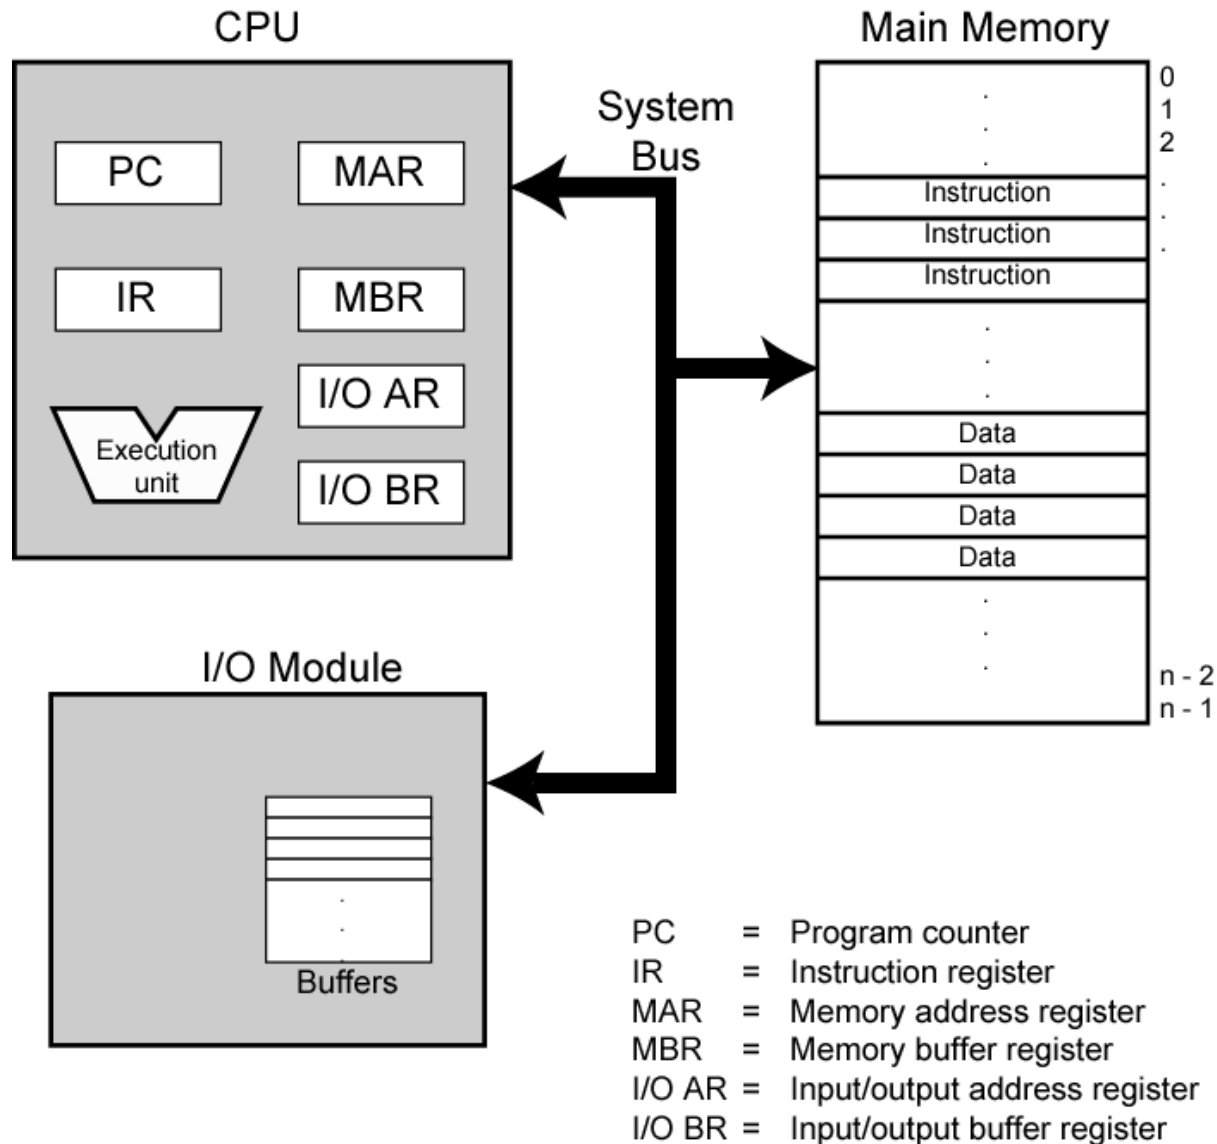 CPU
PC
MAR
IR
MBR
I/O AR
I/O BR
Execution
unit
System
Bus
Main Memory
0
1
2
.
.
.
Instruction
Instruction
Instruction
.
.
.
Data
Data
Data
Data
.
.
.
n - 2
n - 1
I/O Module
Buffers
PC = Program counter
IR = Instruction register
MAR = Memory address register
MBR = Memory buffer register
I/O AR = Input/output address register
I/O BR = Input/output buffer register